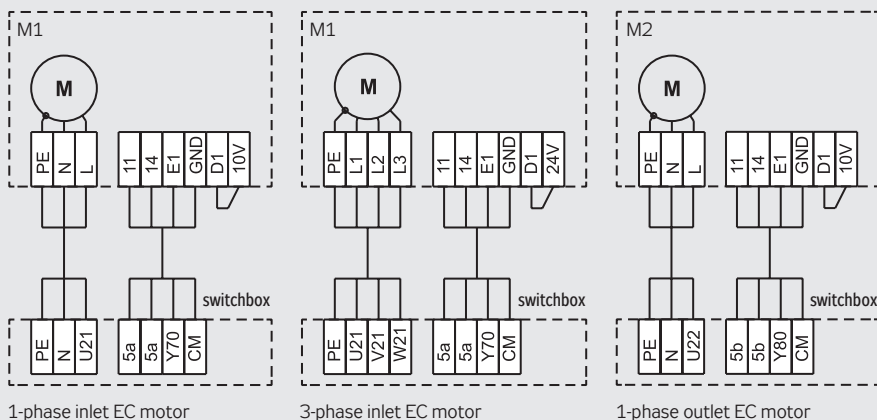 M1
M
PE N L 11 14 E1 GND D1 10V
switchbox
PE N U21 5a 5a Y70 CM
1-phase inlet EC motor
M1
M
PE L1 L2 L3 11 14 E1 GND D1 24V
switchbox
PE U21 V21 W21 5a 5a Y70 CM
3-phase inlet EC motor
M2
M
PE N L 11 14 E1 GND D1 10V
switchbox
PE N U22 5b 5b Y80 CM
1-phase outlet EC motor